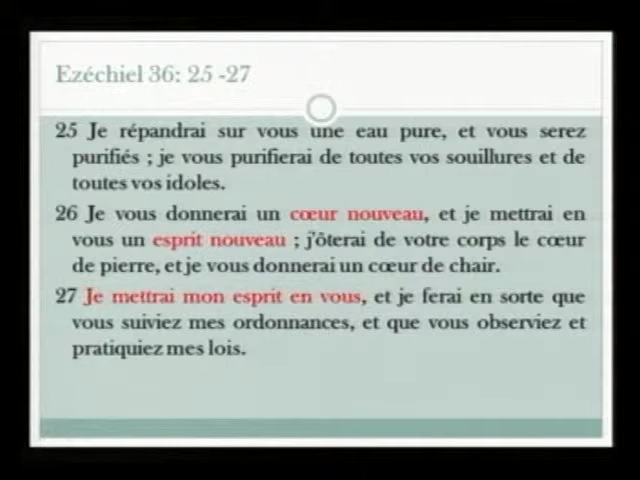 Ezéchiel 36: 25 -27
25 Je répandrai sur vous une eau pure, et vous serez
purifiés ; je vous purifierai de toutes vos souillures et de
toutes vos idoles.
26 Je vous donnerai un cœur nouveau, et je mettrai en
vous un esprit nouveau ; j'ôterai de votre corps le cœur
de pierre, et je vous donnerai un cœur de chair.
27 Je mettrai mon esprit en vous, et je ferai en sorte que
vous suiviez mes ordonnances, et que vous observiez et
pratiquiez mes lois.